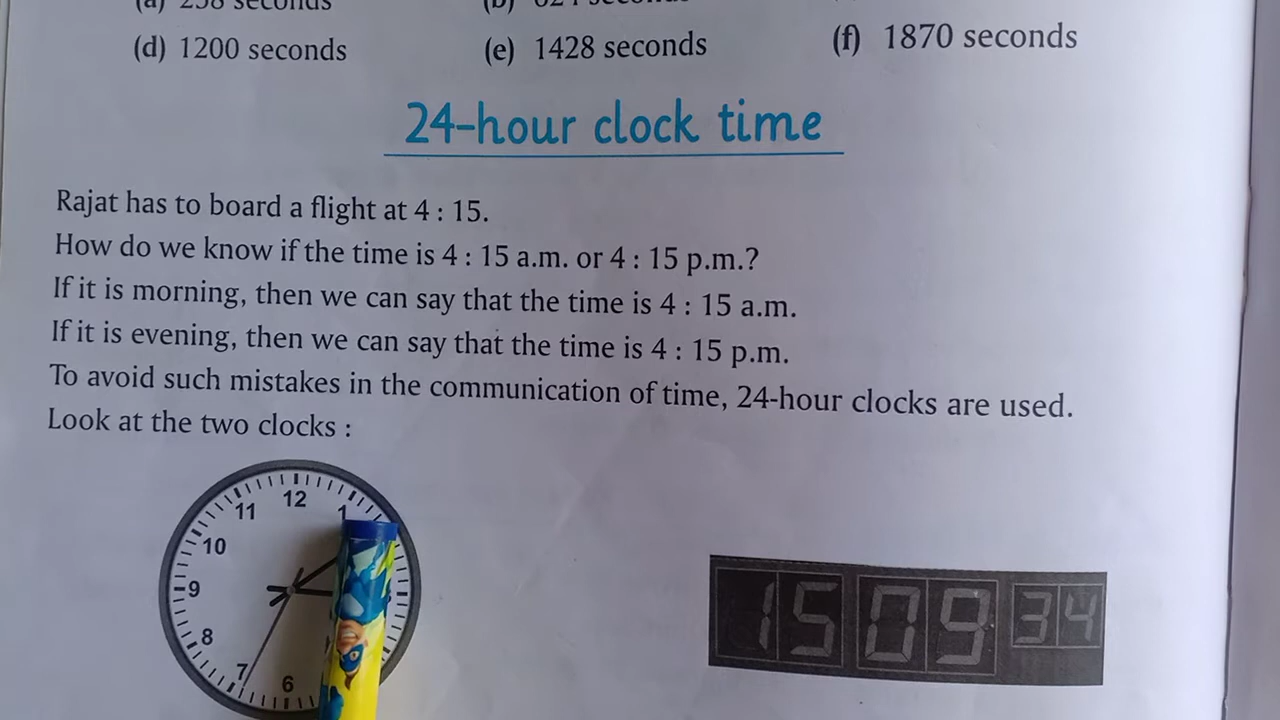 (a) 258 seconds (b) 624 seconds
(d) 1200 seconds (e) 1428 seconds (f) 1870 seconds
24-hour clock time
Rajat has to board a flight at 4 : 15.
How do we know if the time is 4 : 15 a.m. or 4 : 15 p.m.?
If it is morning, then we can say that the time is 4 : 15 a.m.
If it is evening, then we can say that the time is 4 : 15 p.m.
To avoid such mistakes in the communication of time, 24-hour clocks are used.
Look at the two clocks :
12
11 1
10
9
8
7
6
15 09 34